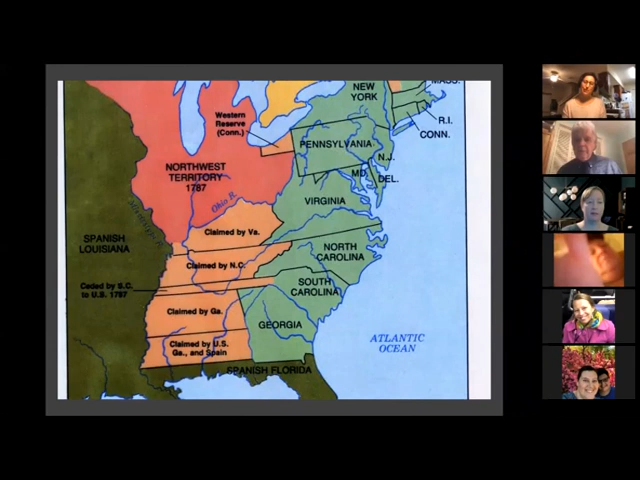 MASS.
NEW
YORK
Western
Reserve
(Conn.)
R.I.
CONN.
PENNSYLVANIA
N.J.
NORTHWEST
TERRITORY
1787
MD.
DEL.
Ohio R.
VIRGINIA
Claimed by Va.
SPANISH
LOUISIANA
NORTH
CAROLINA
Claimed by N.C.
Ceded by S.C.
to U.S. 1787
SOUTH
CAROLINA
Claimed by Ga.
GEORGIA
ATLANTIC
OCEAN
Claimed by U.S.
Ga., and Spain
SPANISH FLORIDA